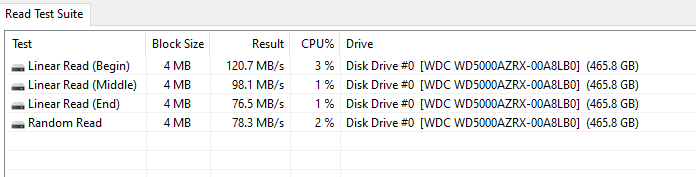 Read Test Suite
Test Block Size Result CPU% Drive
Linear Read (Begin) 4 MB 120.7 MB/s 3 % Disk Drive #0 [WDC WD5000AZRX-00A8LB0] (465.8 GB)
Linear Read (Middle) 4 MB 98.1 MB/s 1 % Disk Drive #0 [WDC WD5000AZRX-00A8LB0] (465.8 GB)
Linear Read (End) 4 MB 76.5 MB/s 1 % Disk Drive #0 [WDC WD5000AZRX-00A8LB0] (465.8 GB)
Random Read 4 MB 78.3 MB/s 2 % Disk Drive #0 [WDC WD5000AZRX-00A8LB0] (465.8 GB)